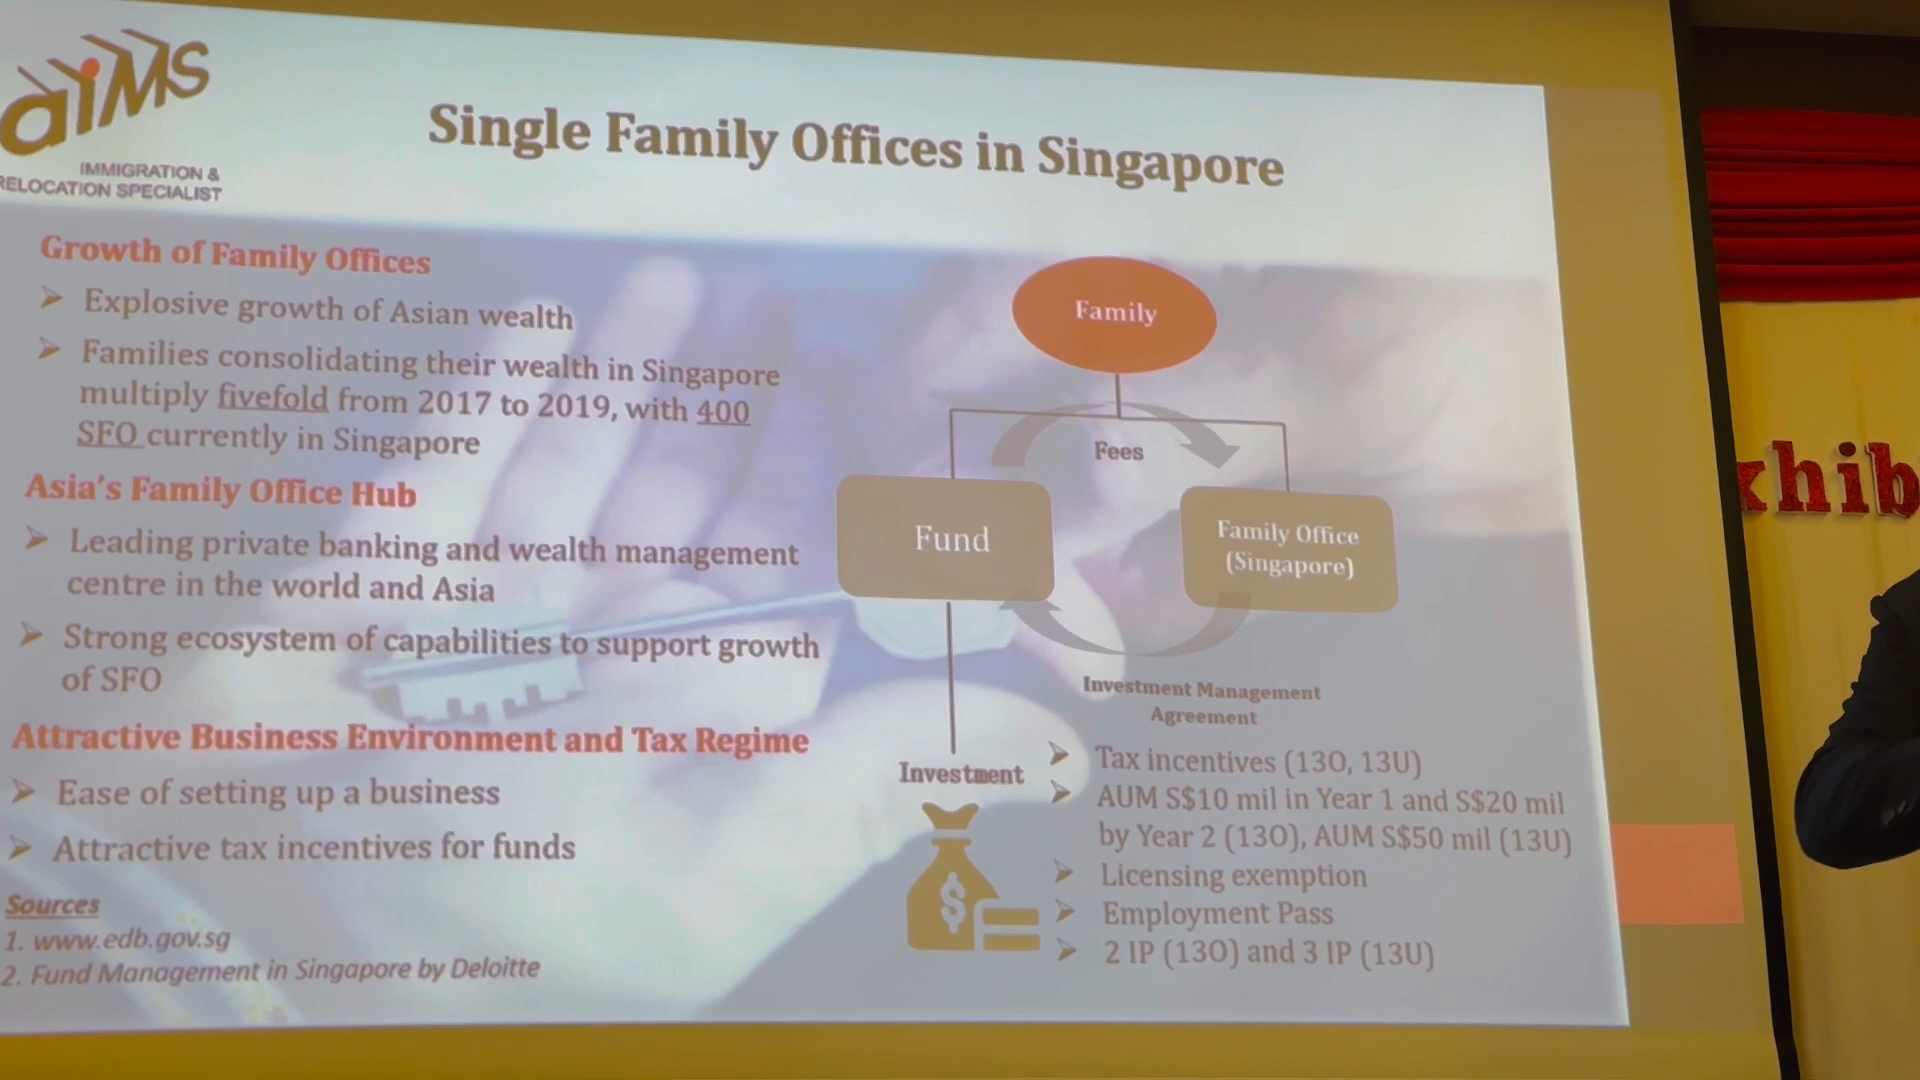 aiMS
IMMIGRATION &
RELOCATION SPECIALIST
Single Family Offices in Singapore
Growth of Family Offices
➢ Explosive growth of Asian wealth
➢ Families consolidating their wealth in Singapore
multiply fivefold from 2017 to 2019, with 400
SFO currently in Singapore
Asia's Family Office Hub
➢ Leading private banking and wealth management
centre in the world and Asia
➢ Strong ecosystem of capabilities to support growth
of SFO
Attractive Business Environment and Tax Regime
➢ Ease of setting up a business
➢ Attractive tax incentives for funds
Sources
1. www.edb.gov.sg
2. Fund Management in Singapore by Deloitte
Family
Fees
Fund
Family Office
(Singapore)
Investment Management
Agreement
Investment
$
➢ Tax incentives (13O, 13U)
➢ AUM S$10 mil in Year 1 and S$20 mil
by Year 2 (13O), AUM S$50 mil (13U)
➢ Licensing exemption
➢ Employment Pass
➢ 2 IP (13O) and 3 IP (13U)
xhib